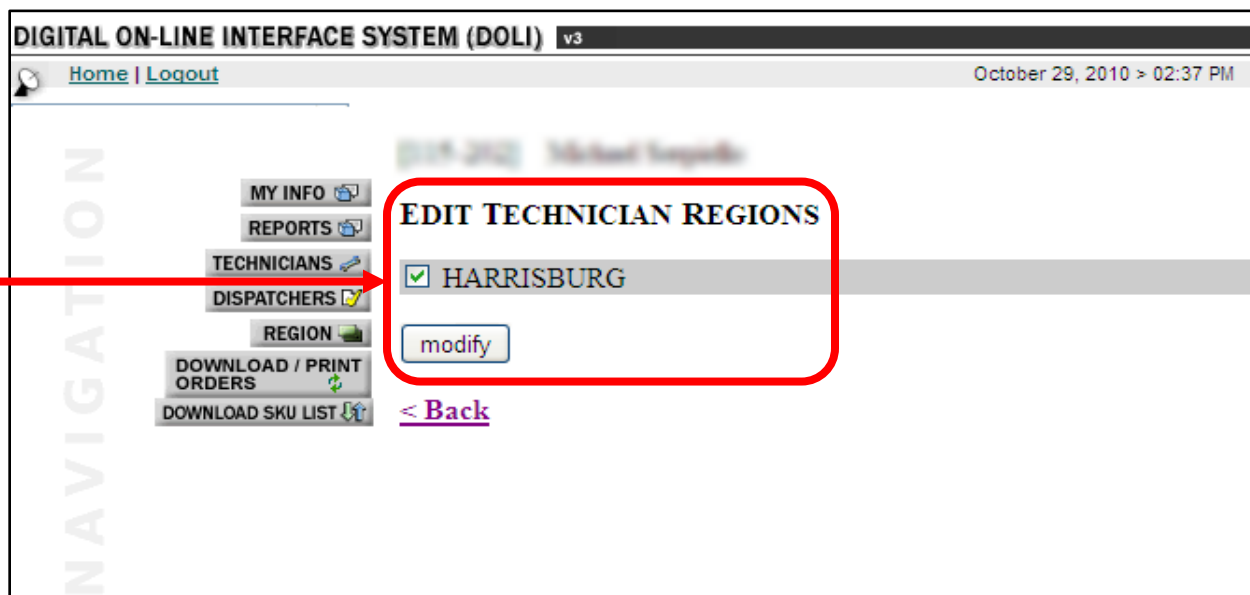 DIGITAL ON-LINE INTERFACE SYSTEM (DOLI) v3
Home | Logout
October 29, 2010 > 02:37 PM
NAVIGATION
MY INFO
REPORTS
TECHNICIANS
DISPATCHERS
REGION
DOWNLOAD / PRINT
ORDERS
DOWNLOAD SKU LIST
EDIT TECHNICIAN REGIONS
HARRISBURG
modify
< Back